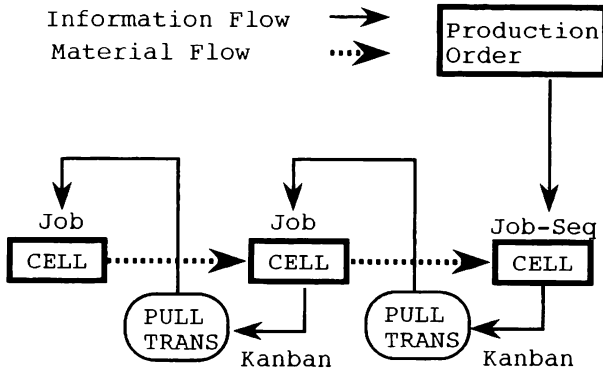 Information Flow
Material Flow
Production
Order
Job
Job
Job-Seq
CELL
CELL
CELL
PULL
TRANS
Kanban
PULL
TRANS
Kanban